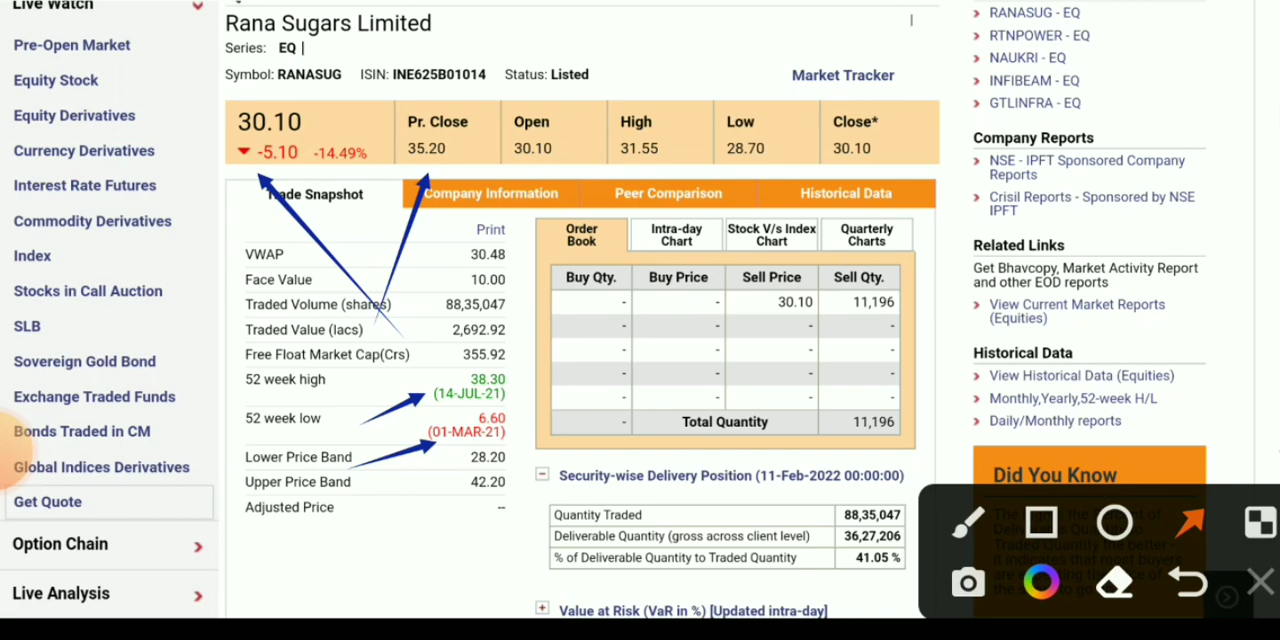 Live Watch
Pre-Open Market
Equity Stock
Equity Derivatives
Currency Derivatives
Interest Rate Futures
Commodity Derivatives
Index
Stocks in Call Auction
SLB
Sovereign Gold Bond
Exchange Traded Funds
Bonds Traded in CM
Global Indices Derivatives
Get Quote
Option Chain
Live Analysis
Rana Sugars Limited
Series: EQ |
Symbol: RANASUG ISIN: INE625B01014 Status: Listed
Market Tracker
30.10
-5.10 -14.49%
Pr. Close
35.20
Open
30.10
High
31.55
Low
28.70
Close*
30.10
Trade Snapshot
Company Information
Peer Comparison
Historical Data
Print
VWAP 30.48
Face Value 10.00
Traded Volume (shares) 88,35,047
Traded Value (lacs) 2,692.92
Free Float Market Cap(Crs) 355.92
52 week high 38.30
(14-JUL-21)
52 week low 6.60
(01-MAR-21)
Lower Price Band 28.20
Upper Price Band 42.20
Adjusted Price --
Order
Book
Intra-day
Chart
Stock V/s Index
Chart
Quarterly
Charts
Buy Qty. Buy Price Sell Price Sell Qty.
- - 30.10 11,196
- - - -
- - - -
- - - -
- - - -
- Total Quantity 11,196
Security-wise Delivery Position (11-Feb-2022 00:00:00)
Quantity Traded 88,35,047
Deliverable Quantity (gross across client level) 36,27,206
% of Deliverable Quantity to Traded Quantity 41.05 %
Value at Risk (VaR in %) [Updated intra-day]
RANASUG - EQ
RTNPOWER - EQ
NAUKRI - EQ
INFIBEAM - EQ
GTLINFRA - EQ
Company Reports
NSE - IPFT Sponsored Company
Reports
Crisil Reports - Sponsored by NSE
IPFT
Related Links
Get Bhavcopy, Market Activity Report
and other EOD reports
View Current Market Reports
(Equities)
Historical Data
View Historical Data (Equities)
Monthly,Yearly,52-week H/L
Daily/Monthly reports
Did You Know